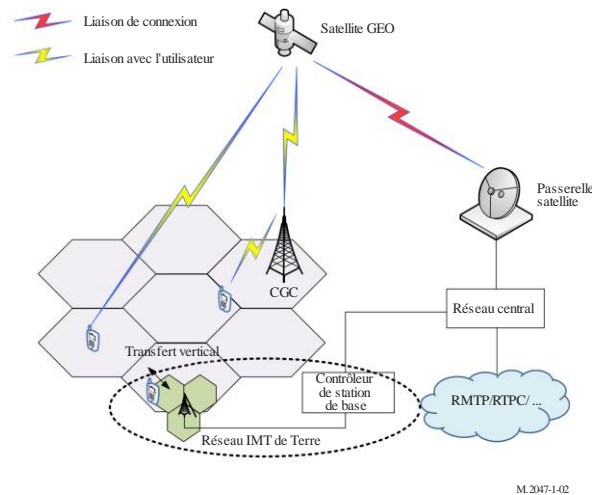 Liaison de connexion
Satellite GEO
Liaison avec l'utilisateur
Passerelle
satellite
CGC
Réseau central
Transfert vertical
Contrôleur
de station
de base
RMTP/RTPC/ ...
Réseau IMT de Terre
M.2047-1-02